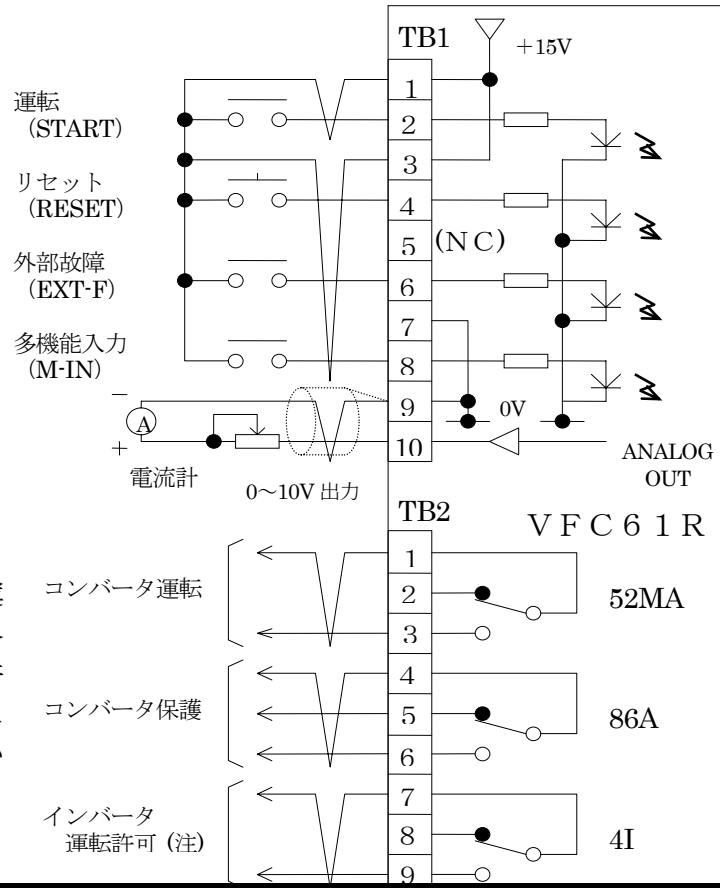 TB1
+15V
1
運転
(START)
2
3
リセット
(RESET)
4
5
(NC)
外部故障
(EXT-F)
6
7
多機能入力
(M-IN)
8
－
9
0V
A
＋
10
ANALOG
OUT
電流計
0～10V 出力
TB2
VFC61R
1
コンバータ運転
2
52MA
3
4
コンバータ保護
5
86A
6
7
インバータ
運転許可 (注)
8
4I
9